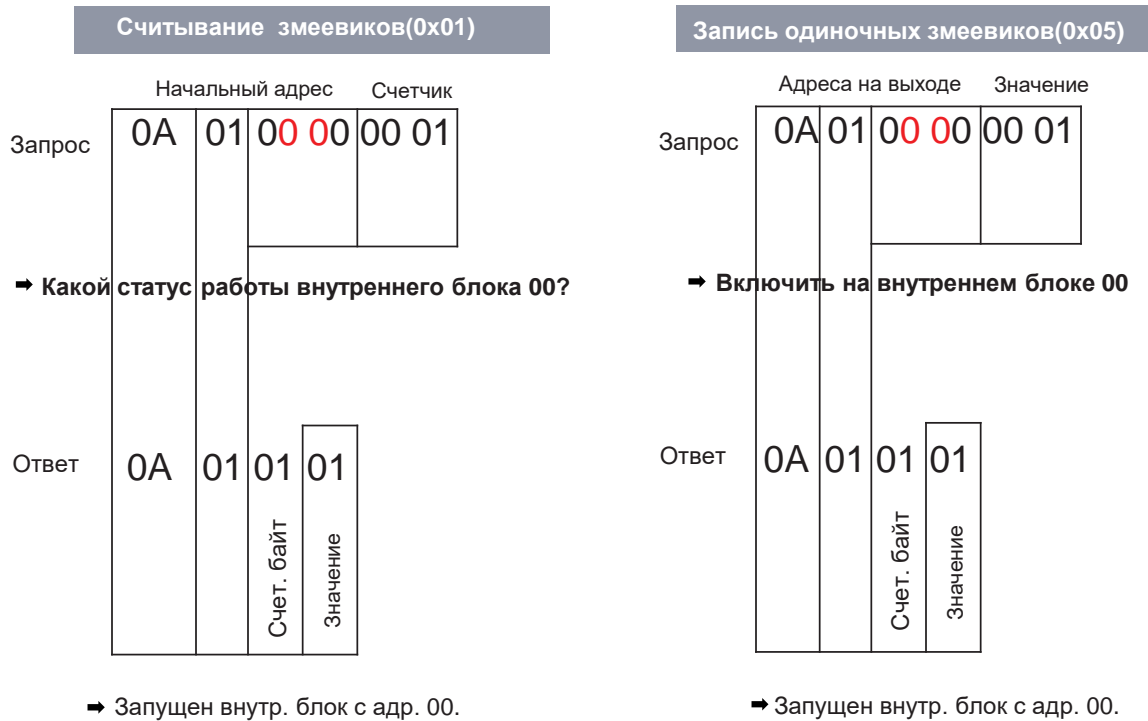 Считывание змеевиков(0x01)
Начальный адрес Счетчик
Запрос 0A 01 00 00 00 01
➡ Какой статус работы внутреннего блока 00?
Ответ 0A 01 01 01
Счет. байт
Значение
➡ Запущен внутр. блок с адр. 00.
Запись одиночных змеевиков(0x05)
Адреса на выходе Значение
Запрос 0A 01 00 00 00 01
➡ Включить на внутреннем блоке 00
Ответ 0A 01 01 01
Счет. байт
Значение
➡ Запущен внутр. блок с адр. 00.